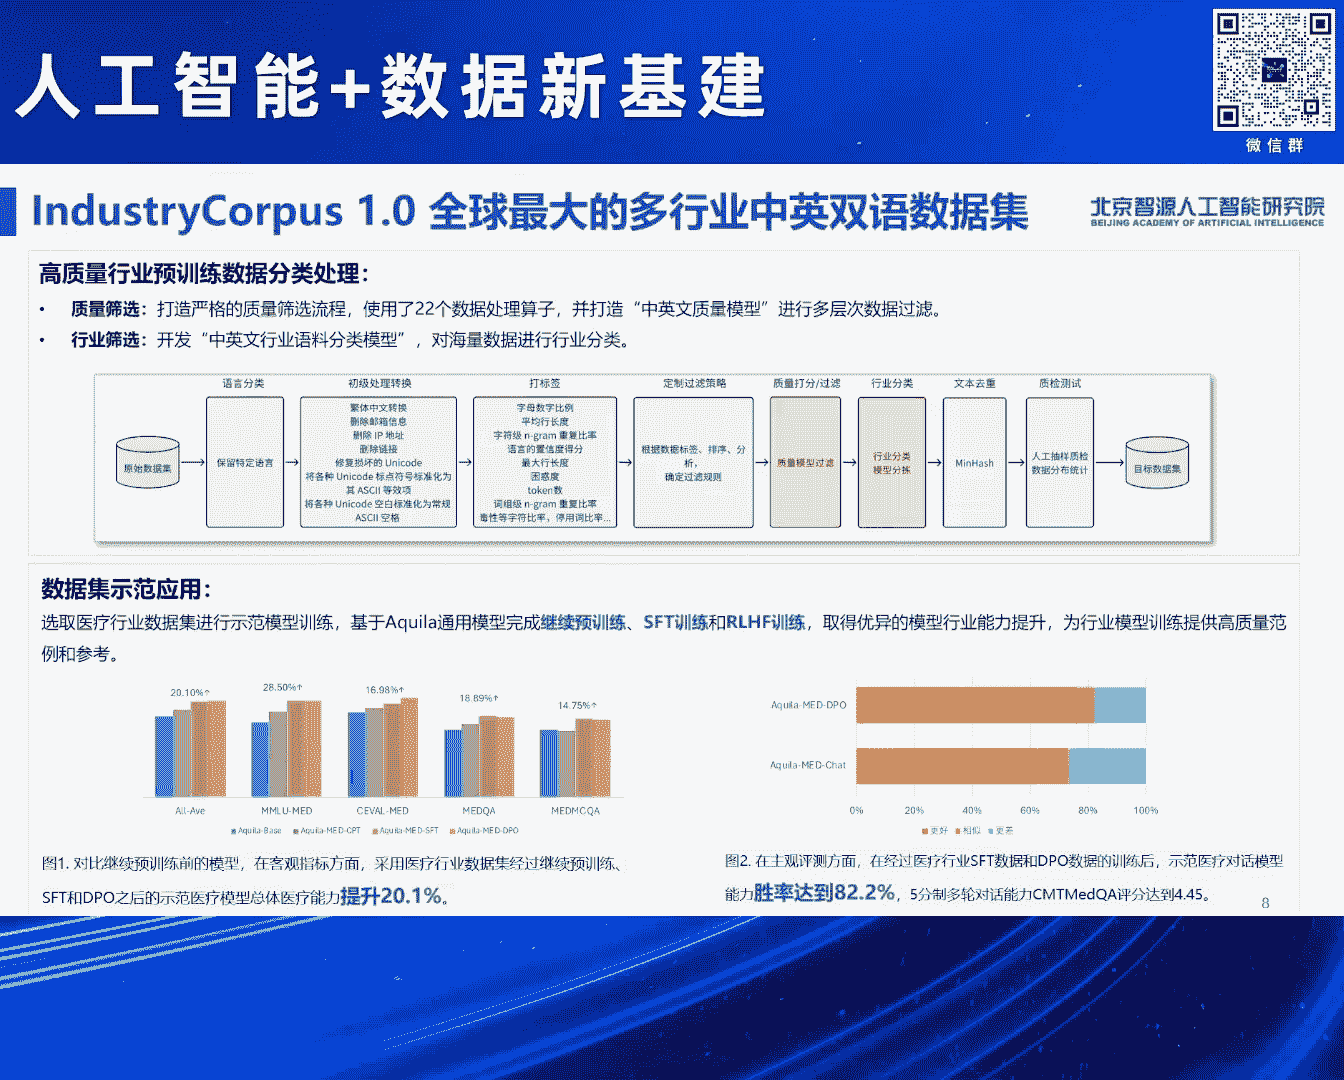 人工智能+数据新基建
微信群
IndustryCorpus 1.0 全球最大的多行业中英双语数据集
北京智源人工智能研究院
BEIJING ACADEMY OF ARTIFICIAL INTELLIGENCE
高质量行业预训练数据分类处理：
• 质量筛选：打造严格的质量筛选流程，使用了22个数据处理算子，并打造“中英文质量模型”进行多层次数据过滤。
• 行业筛选：开发“中英文行业语料分类模型”，对海量数据进行行业分类。
语言分类
初级处理转换
打标签
定制过滤策略
质量打分/过滤
行业分类
文本去重
质检测试
原始数据集
保留特定语言
繁体中文转换
删除邮箱信息
删除 IP 地址
删除链接
修复损坏的 Unicode
将各种 Unicode 标点符号标准化为
其 ASCII 等效项
将各种 Unicode 空白标准化为常规
ASCII 空格
字母数字比例
平均行长度
字符级 n-gram 重复比率
语言的置信度得分
最大行长度
困惑度
token数
词组级 n-gram 重复比率
毒性等字符比率，停用词比率...
根据数据标签、排序、分
析，
确定过滤规则
质量模型过滤
行业分类
模型分拣
MinHash
人工抽样质检
数据分布统计
目标数据集
数据集示范应用：
选取医疗行业数据集进行示范模型训练，基于Aquila通用模型完成继续预训练、SFT训练和RLHF训练，取得优异的模型行业能力提升，为行业模型训练提供高质量范
例和参考。
20.10%↑
28.50%↑
16.98%↑
18.89%↑
14.75%↑
All-Ave
MMLU-MED
CEVAL-MED
MEDQA
MEDMCQA
Aquila-Base
Aquila-MED-CPT
Aquila-MED-SFT
Aquila-MED-DPO
Aquila-MED-DPO
Aquila-MED-Chat
0%
20%
40%
60%
80%
100%
更好
相似
更差
图1. 对比继续预训练前的模型，在客观指标方面，采用医疗行业数据集经过继续预训练、
SFT和DPO之后的示范医疗模型总体医疗能力提升20.1%。
图2. 在主观评测方面，在经过医疗行业SFT数据和DPO数据的训练后，示范医疗对话模型
能力胜率达到82.2%，5分制多轮对话能力CMTMedQA评分达到4.45。
8